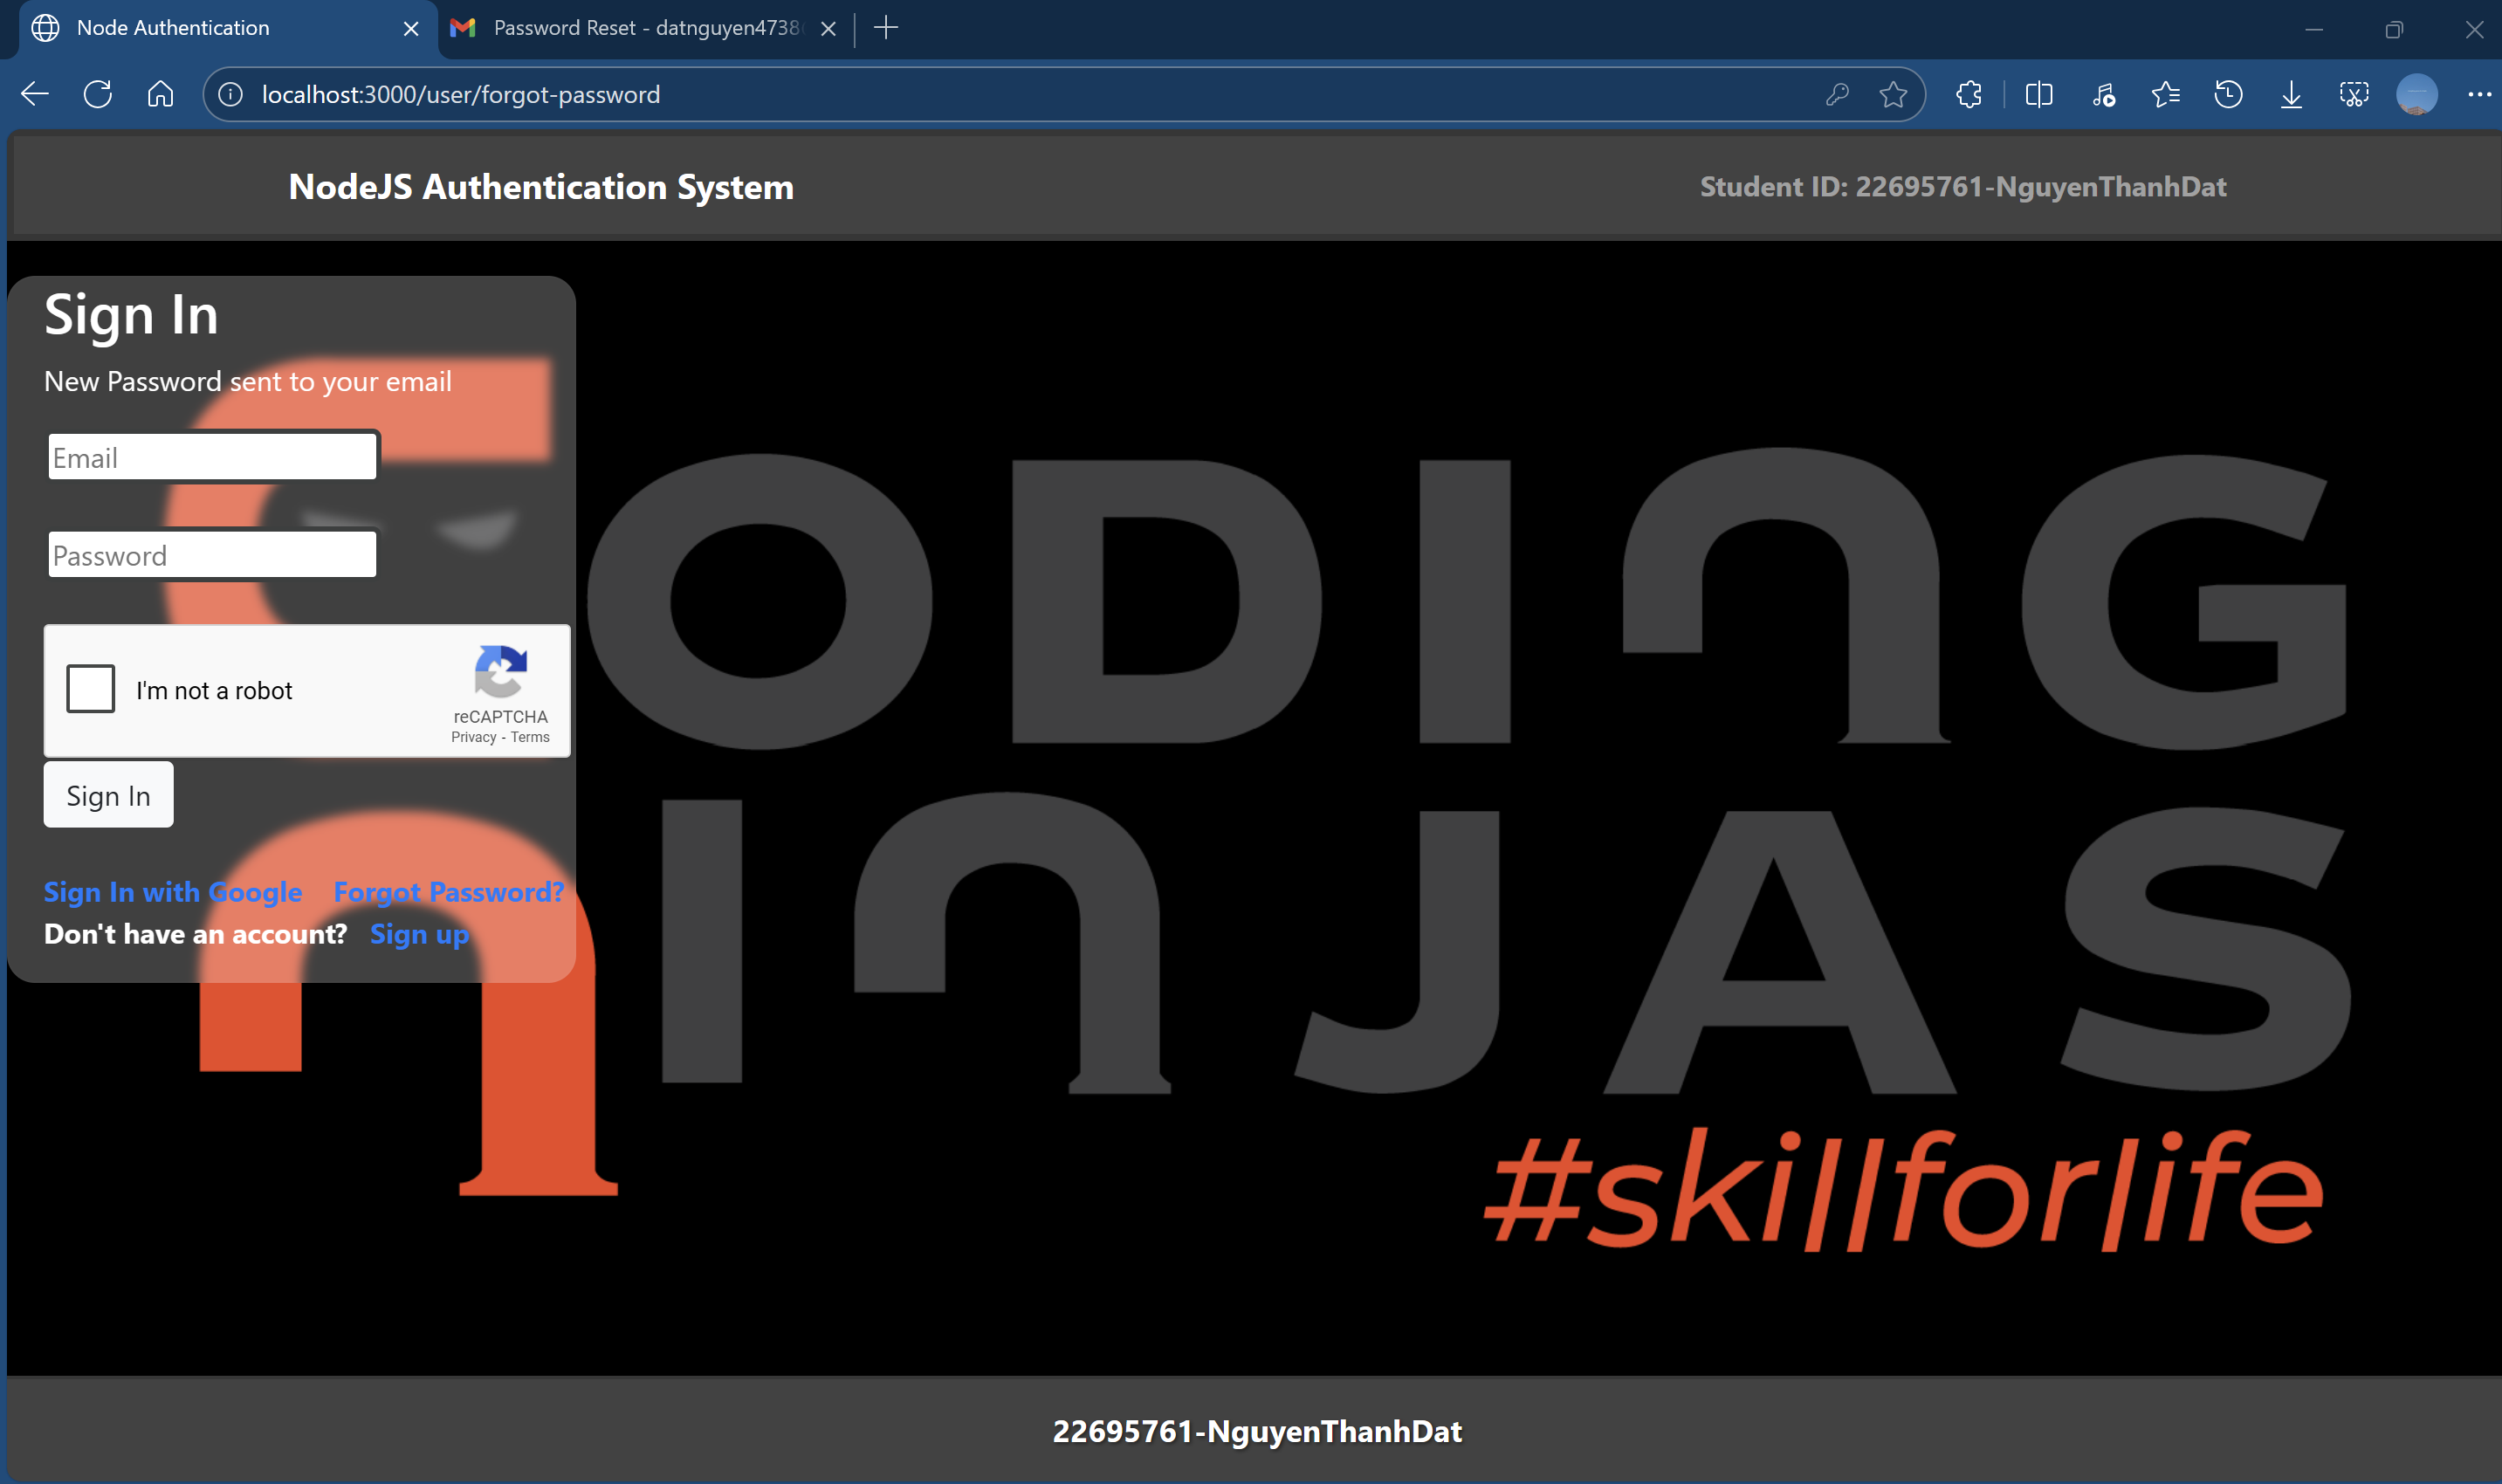 Node Authentication
Password Reset - datnguyen4738
localhost:3000/user/forgot-password
NodeJS Authentication System
Student ID: 22695761-NguyenThanhDat
Sign In
New Password sent to your email
Email
Password
I'm not a robot
reCAPTCHA
Privacy - Terms
Sign In
Sign In with Google Forgot Password?
Don't have an account? Sign up
CODING
NINJAS
#skillforlife
22695761-NguyenThanhDat